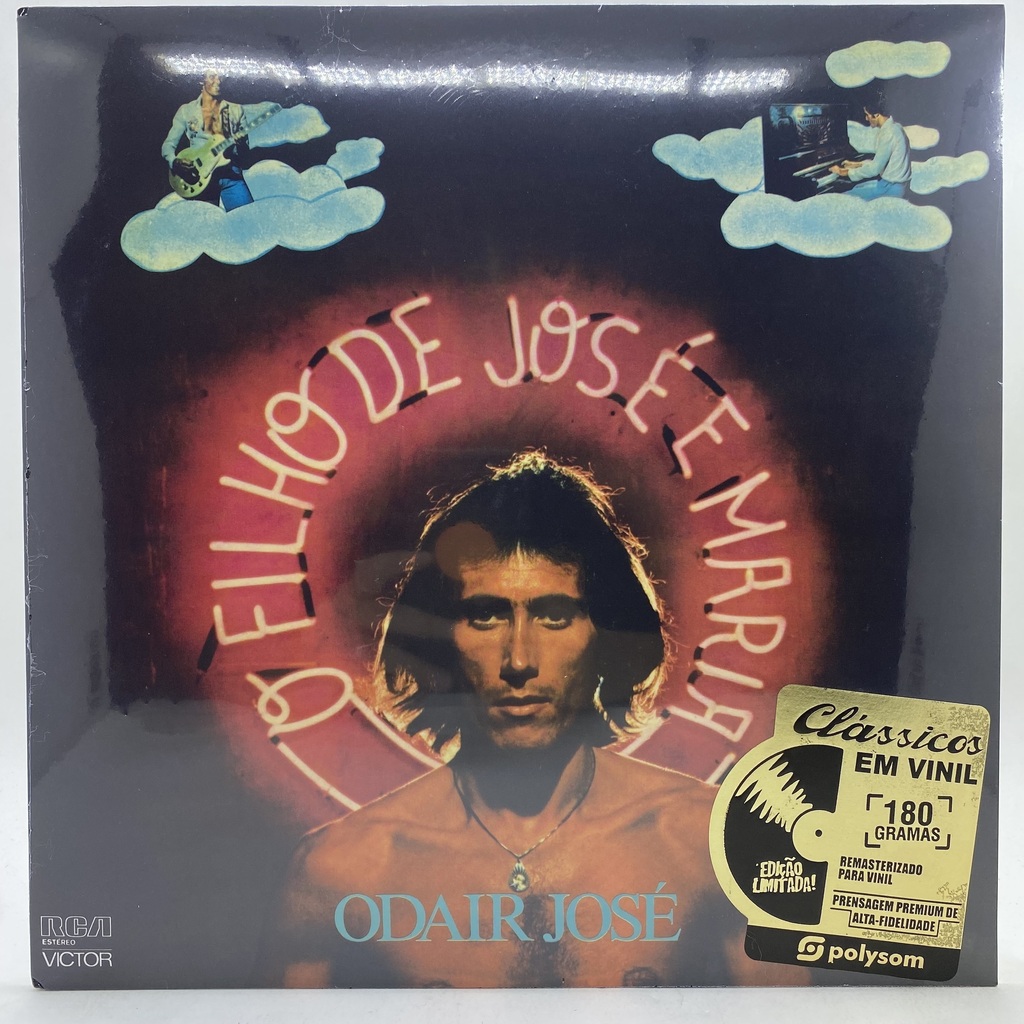 O FILHO DE JOSÉ E MARIA
ODAIR JOSÉ
RCA
ESTÉREO
VICTOR
Clássicos
EM VINIL
180
GRAMAS
EDIÇÃO
LIMITADA!
REMASTERIZADO
PARA VINIL
PRENSAGEM PREMIUM DE
ALTA-FIDELIDADE
polysom